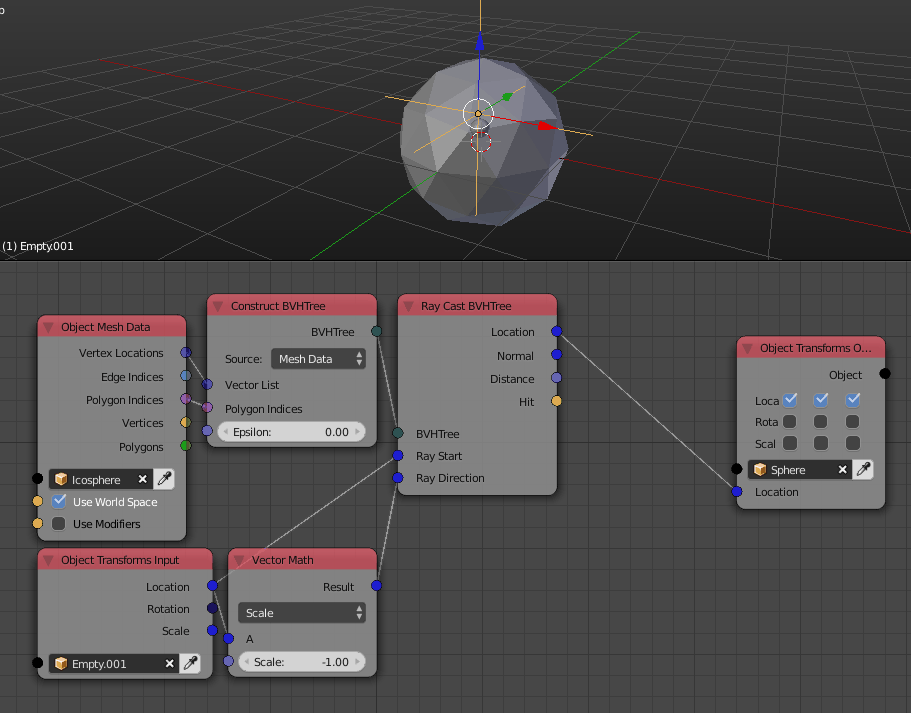 (1) Empty.001
Object Mesh Data
Vertex Locations
Edge Indices
Polygon Indices
Vertices
Polygons
Icosphere
Use World Space
Use Modifiers
Construct BVHTree
BVHTree
Source: Mesh Data
Vector List
Polygon Indices
Epsilon: 0.00
Ray Cast BVHTree
Location
Normal
Distance
Hit
BVHTree
Ray Start
Ray Direction
Object Transforms O...
Object
Loca
Rota
Scal
Sphere
Location
Object Transforms Input
Location
Rotation
Scale
Empty.001
Vector Math
Result
Scale
A
Scale: -1.00